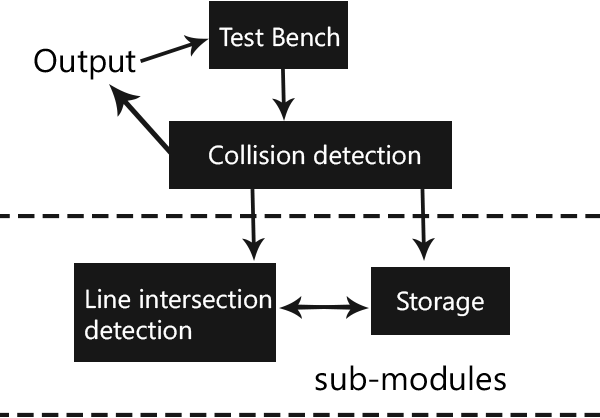 Test Bench
Output
Collision detection
Line intersection
detection
Storage
sub-modules